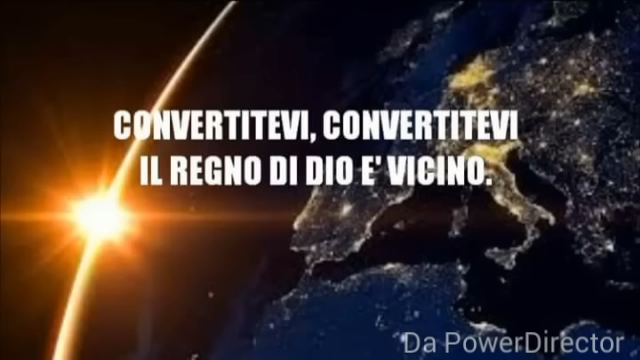 CONVERTITEVI, CONVERTITEVI
IL REGNO DI DIO E' VICINO.
Da PowerDirector